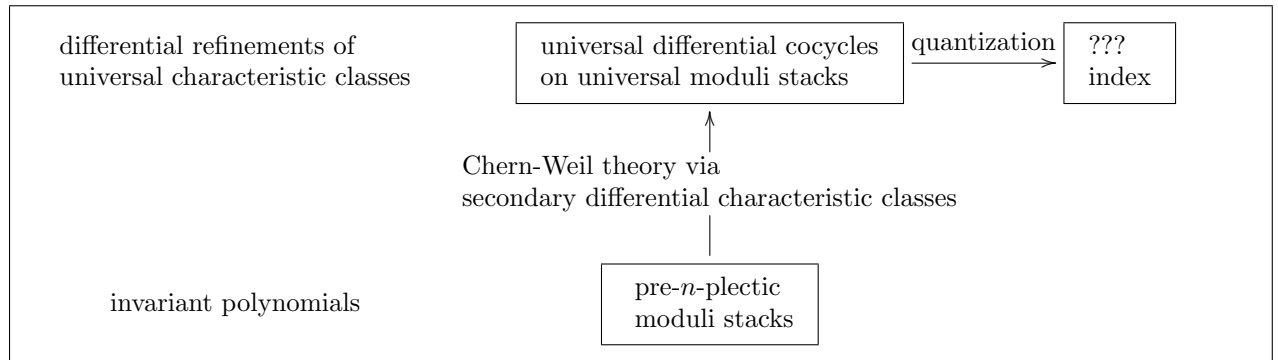 differential refinements of
universal characteristic classes
universal differential cocycles
on universal moduli stacks
quantization
???
index
Chern-Weil theory via
secondary differential characteristic classes
invariant polynomials
pre-n-plectic
moduli stacks